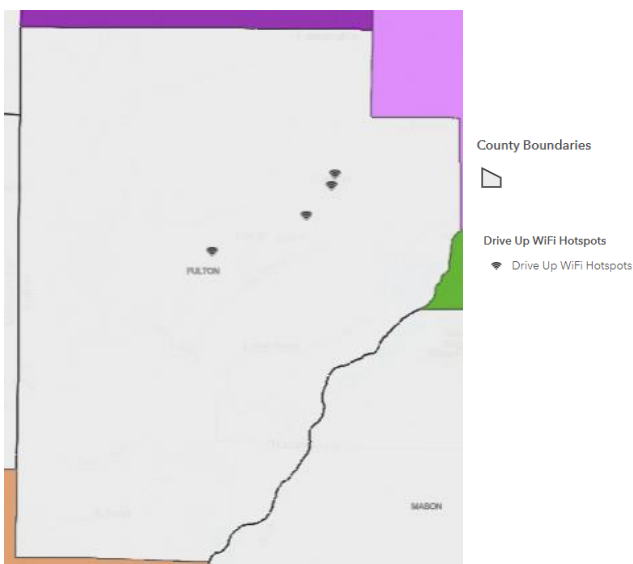 County Boundaries
Drive Up WiFi Hotspots
Drive Up WiFi Hotspots
FULTON
MASON